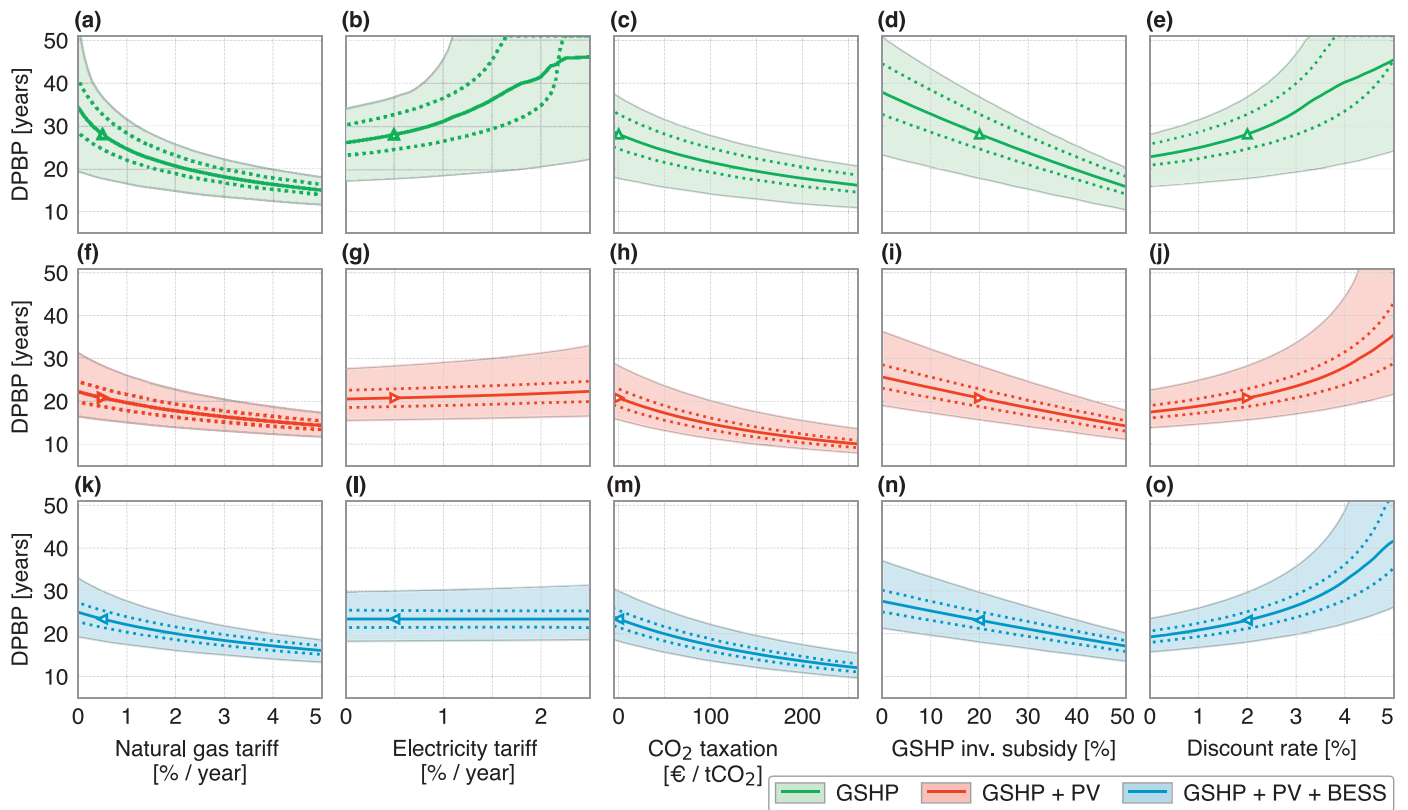 (a) (b) (c) (d) (e)
50
40
30
20
10
DPBP [years]
(f) (g) (h) (i) (j)
50
40
30
20
10
DPBP [years]
(k) (l) (m) (n) (o)
50
40
30
20
10
DPBP [years]
0 1 2 3 4 5 0 1 2 0 100 200 0 10 20 30 40 50 0 1 2 3 4 5
Natural gas tariff
[% / year]
Electricity tariff
[% / year]
CO2 taxation
[€ / tCO2]
GSHP inv. subsidy [%]
Discount rate [%]
GSHP GSHP + PV GSHP + PV + BESS